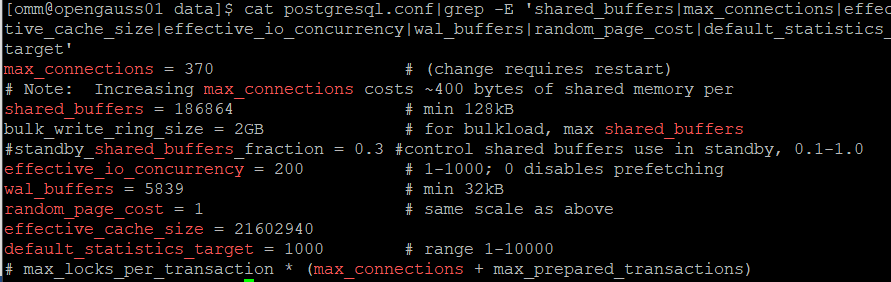 [omm@opengauss01 data]$ cat postgresql.conf|grep -E 'shared_buffers|max_connections|effec
tive_cache_size|effective_io_concurrency|wal_buffers|random_page_cost|default_statistics_
target'
max_connections = 370 # (change requires restart)
# Note:  Increasing max_connections costs ~400 bytes of shared memory per
shared_buffers = 186864 # min 128kB
bulk_write_ring_size = 2GB # for bulkload, max shared_buffers
#standby_shared_buffers_fraction = 0.3 #control shared buffers use in standby, 0.1-1.0
effective_io_concurrency = 200 # 1-1000; 0 disables prefetching
wal_buffers = 5839 # min 32kB
random_page_cost = 1 # same scale as above
effective_cache_size = 21602940
default_statistics_target = 1000 # range 1-10000
# max_locks_per_transaction * (max_connections + max_prepared_transactions)